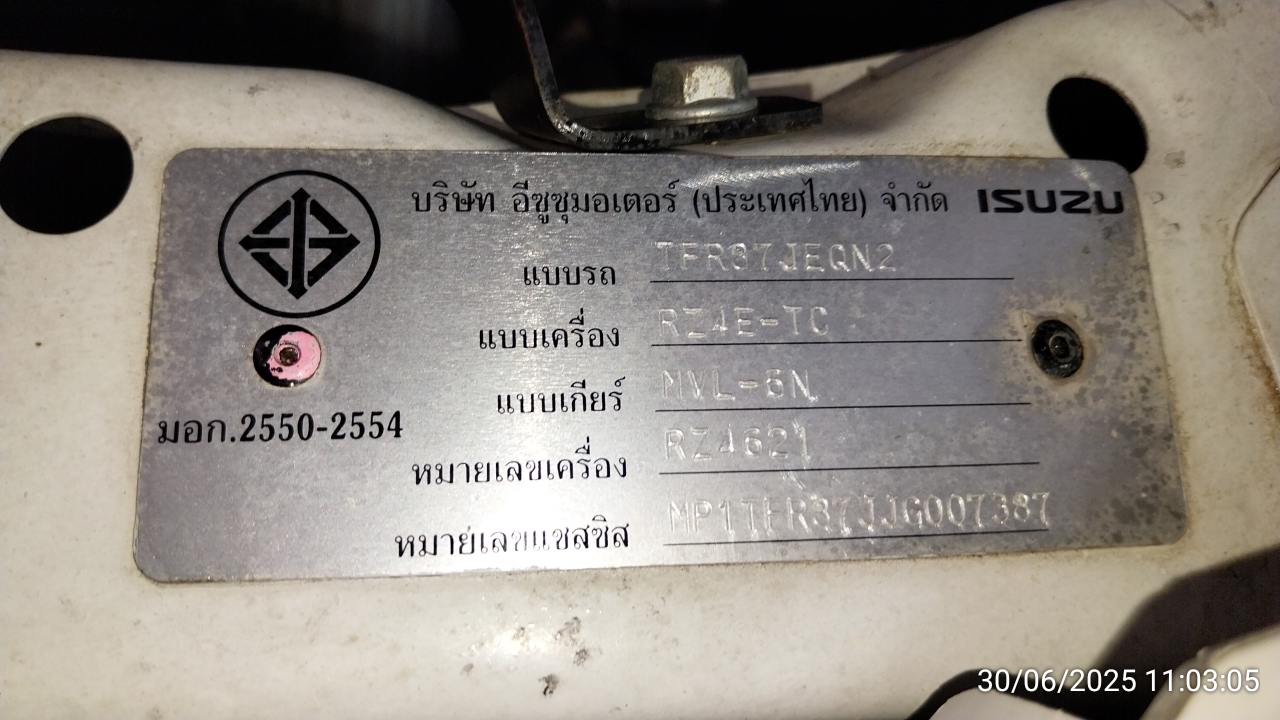 บริษัท อีซูซุมอเตอร์ (ประเทศไทย) จำกัด ISUZU
แบบรถ TFR87JEQN2
แบบเครื่อง RZ4E-TC
แบบเกียร์ MVL-6N
มอก.2550-2554
หมายเลขเครื่อง RZ4621
หมายเลขแชสซิส MP1TFR87JJG007387
30/06/2025 11:03:05